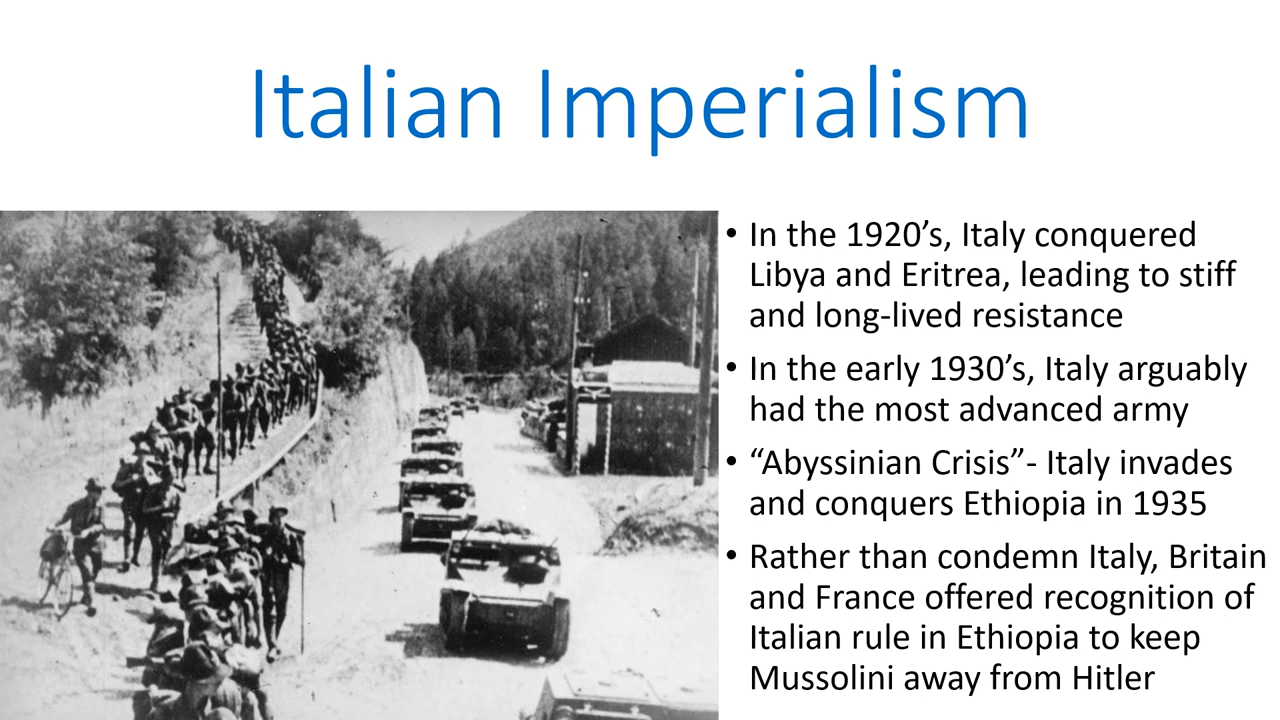 Italian Imperialism
• In the 1920’s, Italy conquered
Libya and Eritrea, leading to stiff
and long-lived resistance
• In the early 1930’s, Italy arguably
had the most advanced army
• “Abyssinian Crisis”- Italy invades
and conquers Ethiopia in 1935
• Rather than condemn Italy, Britain
and France offered recognition of
Italian rule in Ethiopia to keep
Mussolini away from Hitler